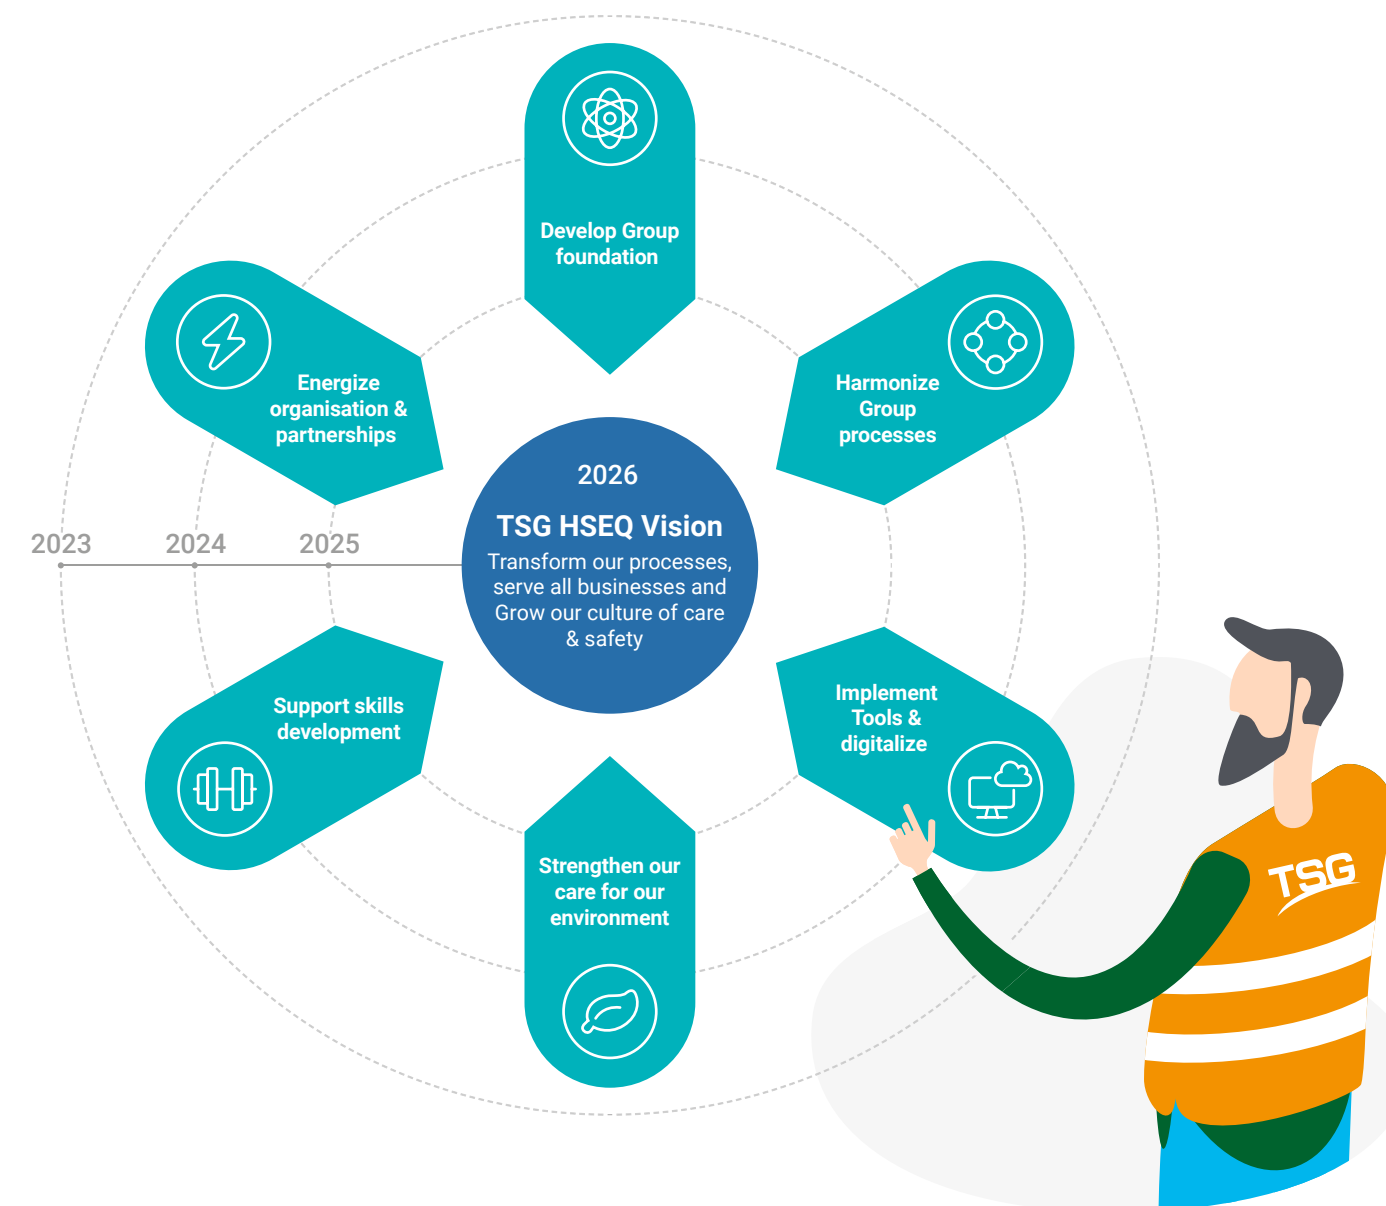 Develop Group
foundation
Energize
organisation &
partnerships
Harmonize
Group
processes
2023
2024
2025
2026
TSG HSEQ Vision
Transform our processes,
serve all businesses and
Grow our culture of care
& safety
Support skills
development
Implement
Tools &
digitalize
Strengthen our
care for our
environment
TSG